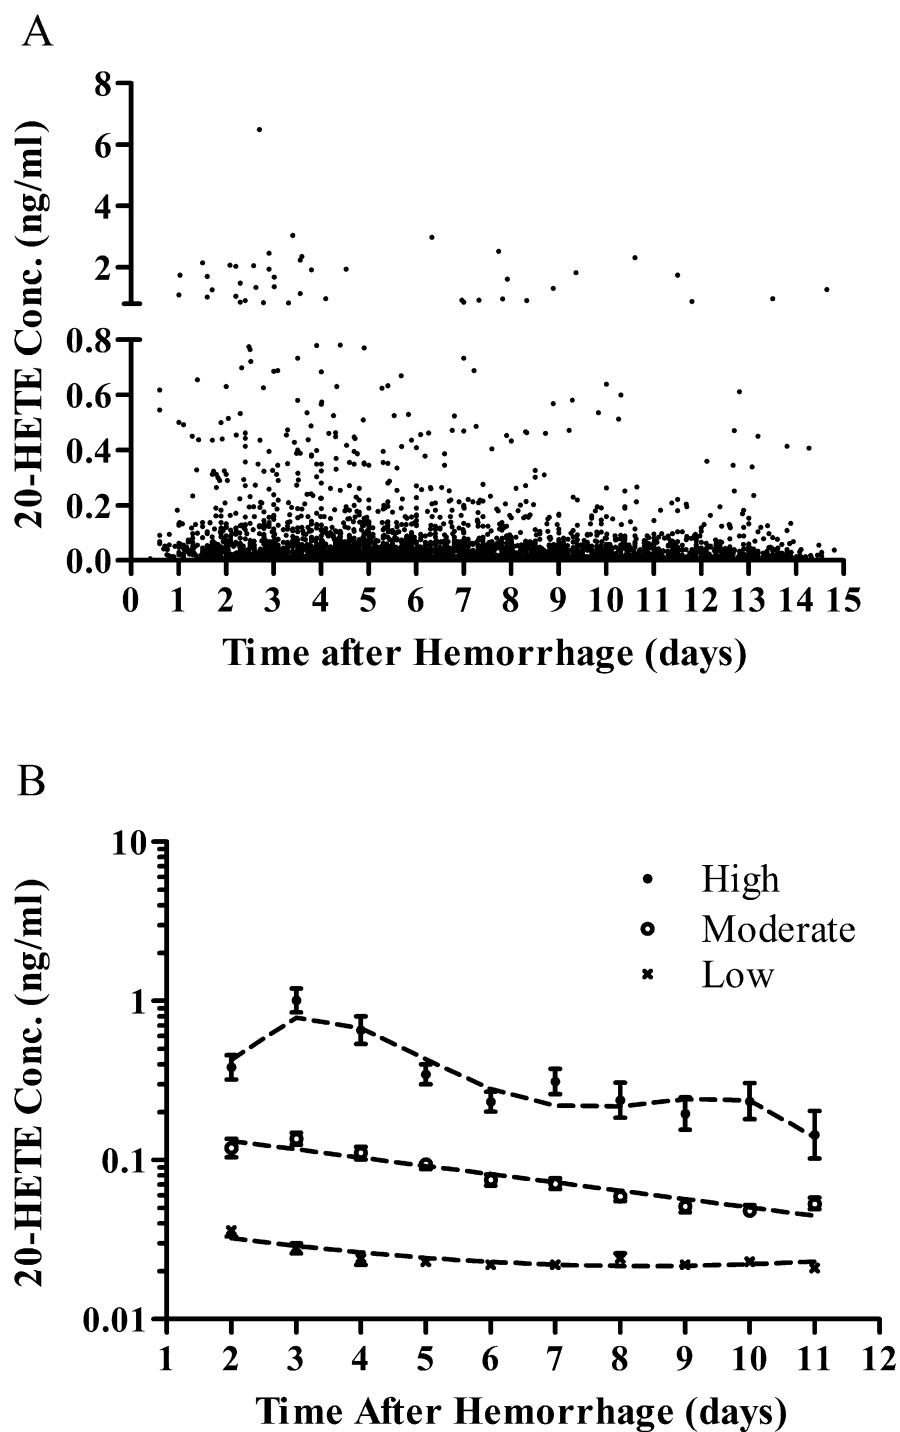 A
20-HETE Conc. (ng/ml)
8
6
4
2
0.8
0.6
0.4
0.2
0.0
0 1 2 3 4 5 6 7 8 9 10 11 12 13 14 15
Time after Hemorrhage (days)
B
20-HETE Conc. (ng/ml)
10
1
0.1
0.01
High
Moderate
Low
1 2 3 4 5 6 7 8 9 10 11 12
Time After Hemorrhage (days)